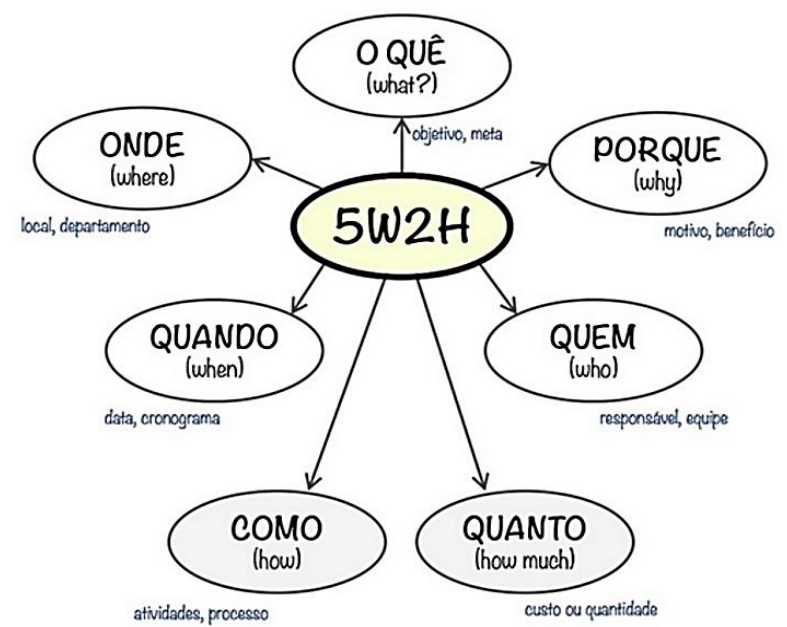 O QUÊ
(what?)
objetivo, meta
ONDE
(where)
local, departamento
PORQUE
(why)
motivo, benefício
5W2H
QUANDO
(when)
data, cronograma
QUEM
(who)
responsável, equipe
COMO
(how)
atividades, processo
QUANTO
(how much)
custo ou quantidade